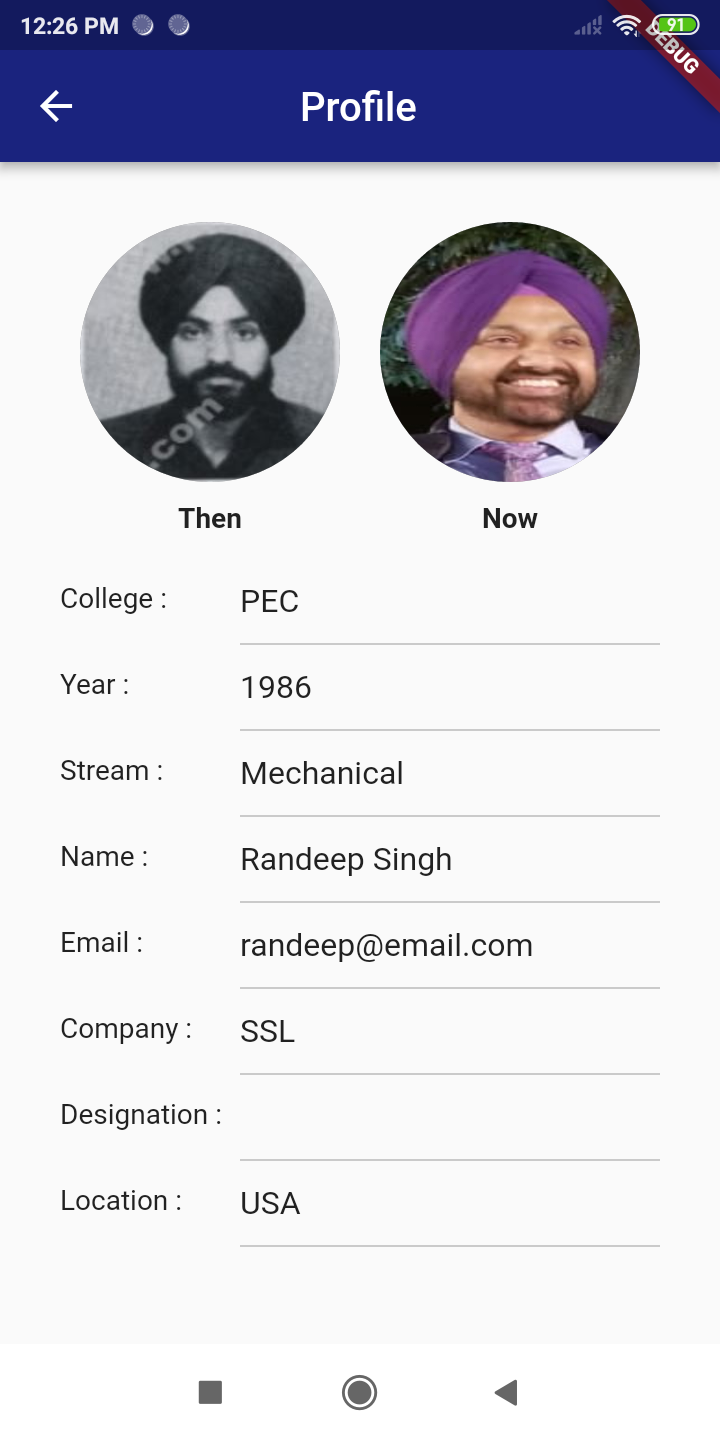 12:26 PM
91
DEBUG
Profile
.com
Then
Now
College :
PEC
Year :
1986
Stream :
Mechanical
Name :
Randeep Singh
Email :
randeep@email.com
Company :
SSL
Designation :
Location :
USA